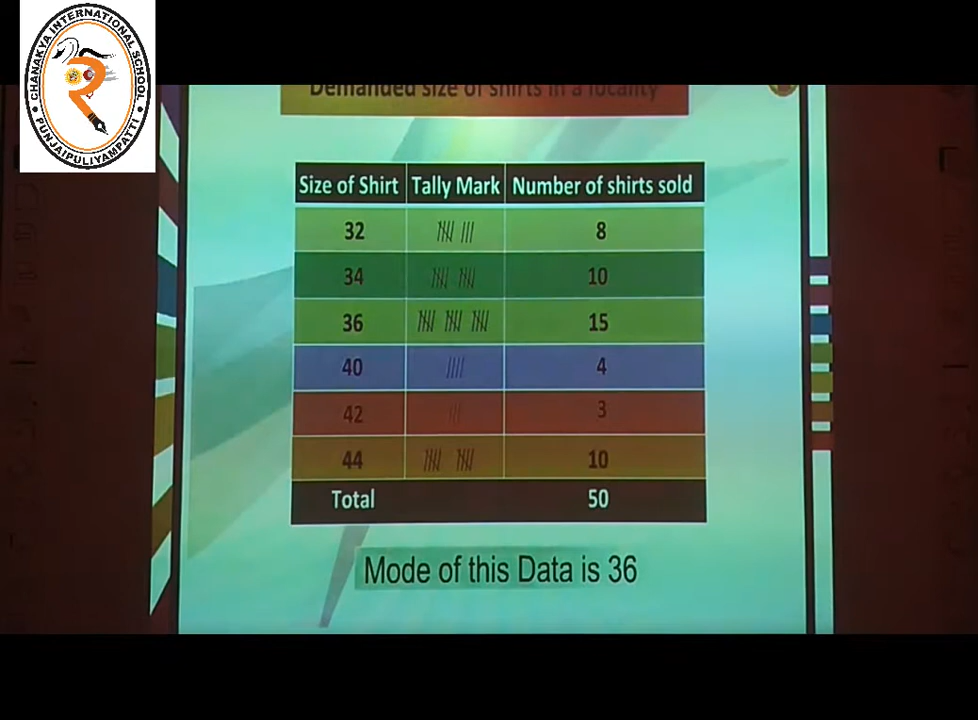 CHANAKYA INTERNATIONAL SCHOOL
PUNJAIPULIYAMPATTI
Demanded size of shirts in a locality
Size of Shirt Tally Mark Number of shirts sold
32 8
34 10
36 15
40 4
42 3
44 10
Total 50
Mode of this Data is 36